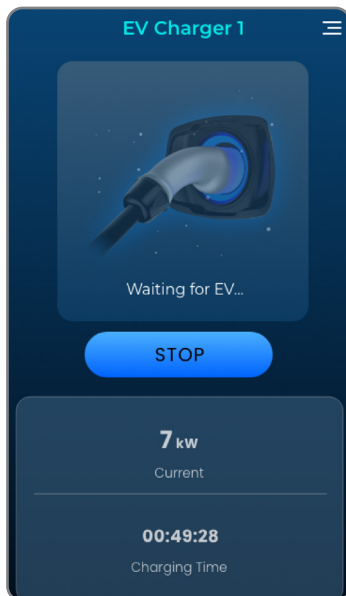 EV Charger 1
Waiting for EV...
STOP
7 kW
Current
00:49:28
Charging Time